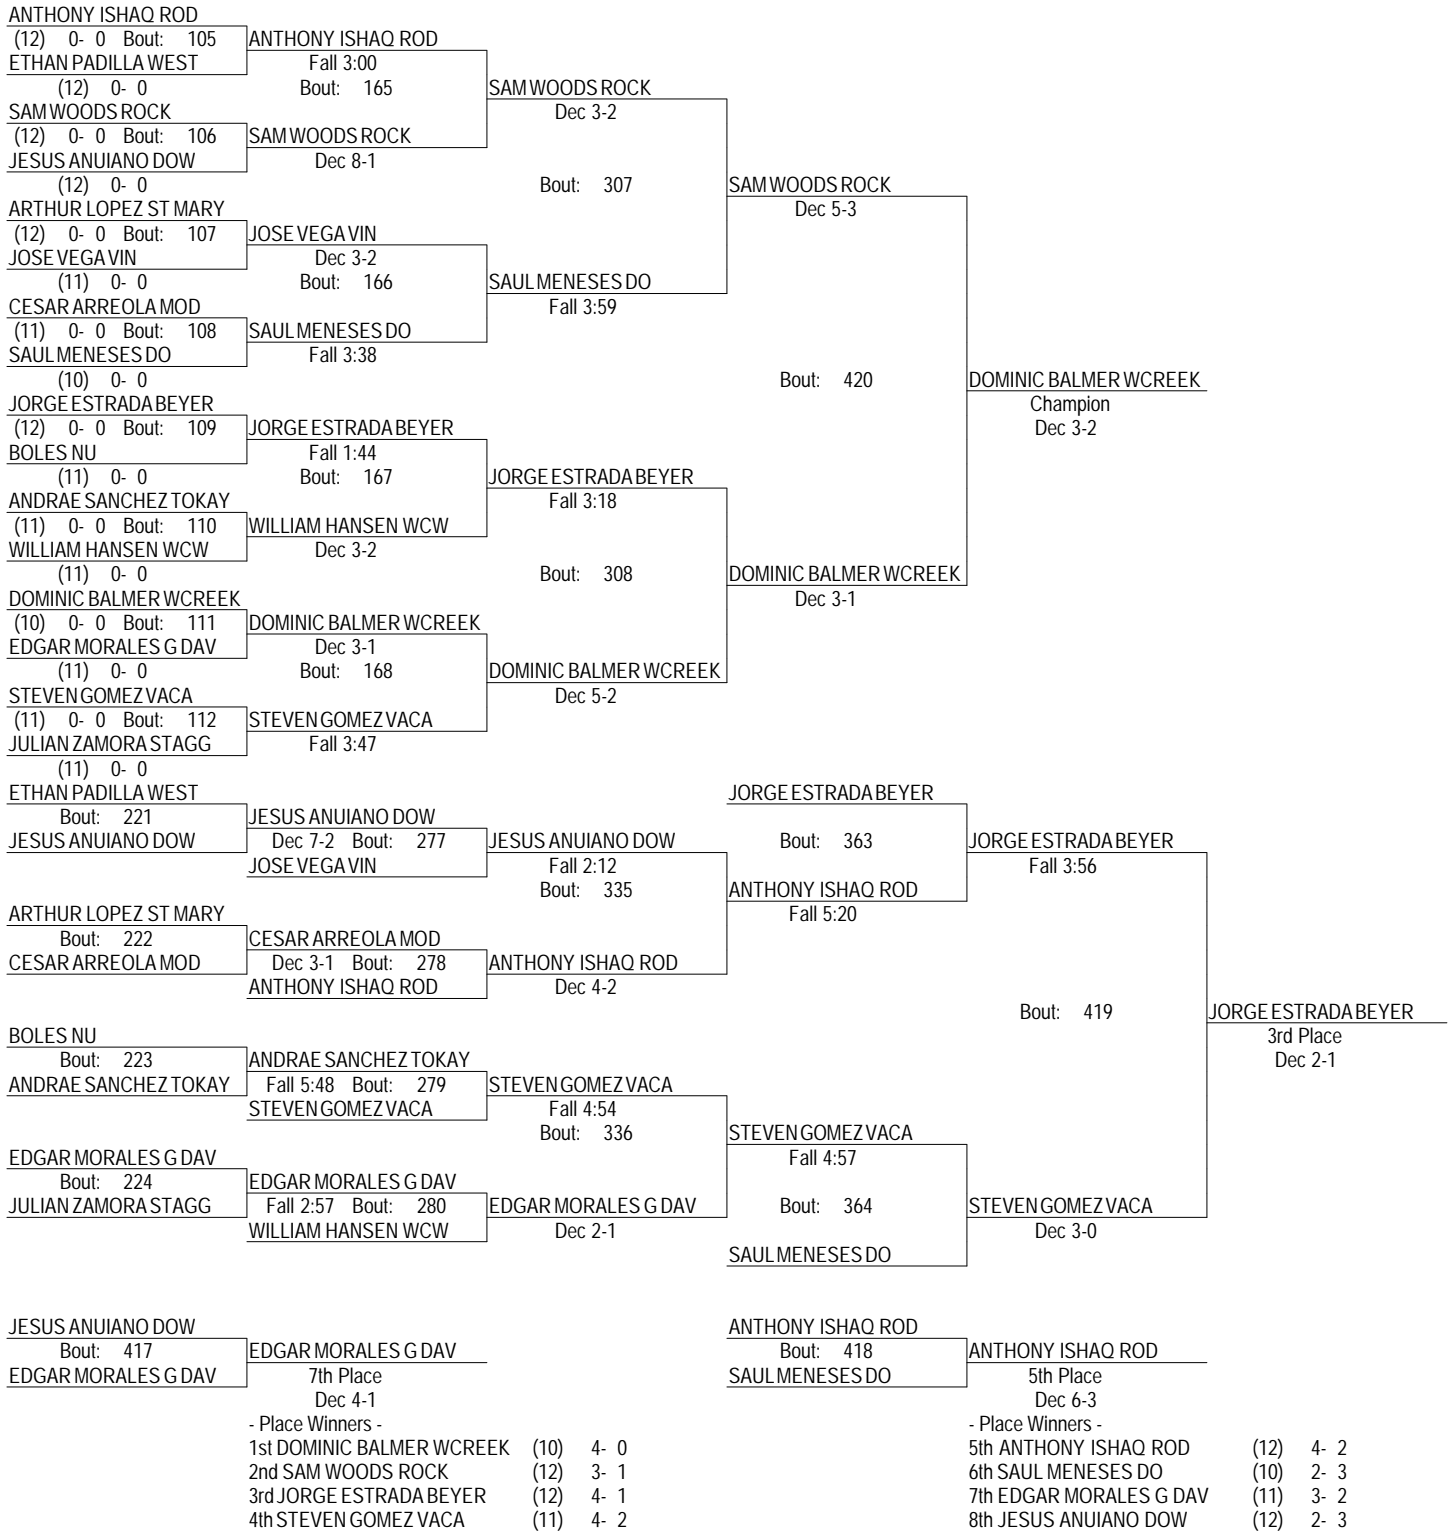 ANTHONY ISHAQ ROD
(12) 0- 0 Bout: 105 ANTHONY ISHAQ ROD
ETHAN PADILLA WEST Fall 3:00
(12) 0- 0 Bout: 165 SAM WOODS ROCK
SAM WOODS ROCK Dec 3-2
(12) 0- 0 Bout: 106 SAM WOODS ROCK
JESUS ANUIANO DOW Dec 8-1
(12) 0- 0 Bout: 307 SAM WOODS ROCK
ARTHUR LOPEZ ST MARY Dec 5-3
(12) 0- 0 Bout: 107 JOSE VEGA VIN
JOSE VEGA VIN Dec 3-2
(11) 0- 0 Bout: 166 SAUL MENESES DO
CESAR ARREOLA MOD Fall 3:59
(11) 0- 0 Bout: 108 SAUL MENESES DO
SAUL MENESES DO Fall 3:38
(10) 0- 0 Bout: 420 DOMINIC BALMER WCREEK
JORGE ESTRADA BEYER Champion
(12) 0- 0 Bout: 109 JORGE ESTRADA BEYER Dec 3-2
BOLES NU Fall 1:44
(11) 0- 0 Bout: 167 JORGE ESTRADA BEYER
ANDRAE SANCHEZ TOKAY Fall 3:18
(11) 0- 0 Bout: 110 WILLIAM HANSEN WCW
WILLIAM HANSEN WCW Dec 3-2
(11) 0- 0 Bout: 308 DOMINIC BALMER WCREEK
DOMINIC BALMER WCREEK Dec 3-1
(10) 0- 0 Bout: 111 DOMINIC BALMER WCREEK
EDGAR MORALES G DAV Dec 3-1
(11) 0- 0 Bout: 168 DOMINIC BALMER WCREEK
STEVEN GOMEZ VACA Dec 5-2
(11) 0- 0 Bout: 112 STEVEN GOMEZ VACA
JULIAN ZAMORA STAGG Fall 3:47
(11) 0- 0
ETHAN PADILLA WEST JORGE ESTRADA BEYER
Bout: 221 JESUS ANUIANO DOW
JESUS ANUIANO DOW Dec 7-2 Bout: 277 JESUS ANUIANO DOW Bout: 363 JORGE ESTRADA BEYER
JOSE VEGA VIN Fall 2:12 Fall 3:56
Bout: 335 ANTHONY ISHAQ ROD
ARTHUR LOPEZ ST MARY Fall 5:20
Bout: 222 CESAR ARREOLA MOD
CESAR ARREOLA MOD Dec 3-1 Bout: 278 ANTHONY ISHAQ ROD
ANTHONY ISHAQ ROD Dec 4-2
Bout: 419 JORGE ESTRADA BEYER
BOLES NU 3rd Place
Bout: 223 ANDRAE SANCHEZ TOKAY Dec 2-1
ANDRAE SANCHEZ TOKAY Fall 5:48 Bout: 279 STEVEN GOMEZ VACA
STEVEN GOMEZ VACA Fall 4:54
Bout: 336 STEVEN GOMEZ VACA
EDGAR MORALES G DAV Fall 4:57
Bout: 224 EDGAR MORALES G DAV
JULIAN ZAMORA STAGG Fall 2:57 Bout: 280 EDGAR MORALES G DAV Bout: 364 STEVEN GOMEZ VACA
WILLIAM HANSEN WCW Dec 2-1 Dec 3-0
SAUL MENESES DO
JESUS ANUIANO DOW ANTHONY ISHAQ ROD
Bout: 417 EDGAR MORALES G DAV Bout: 418 ANTHONY ISHAQ ROD
EDGAR MORALES G DAV 7th Place SAUL MENESES DO 5th Place
Dec 4-1 Dec 6-3
- Place Winners - - Place Winners -
1st DOMINIC BALMER WCREEK (10) 4- 0 5th ANTHONY ISHAQ ROD (12) 4- 2
2nd SAM WOODS ROCK (12) 3- 1 6th SAUL MENESES DO (10) 2- 3
3rd JORGE ESTRADA BEYER (12) 4- 1 7th EDGAR MORALES G DAV (11) 3- 2
4th STEVEN GOMEZ VACA (11) 4- 2 8th JESUS ANUIANO DOW (12) 2- 3